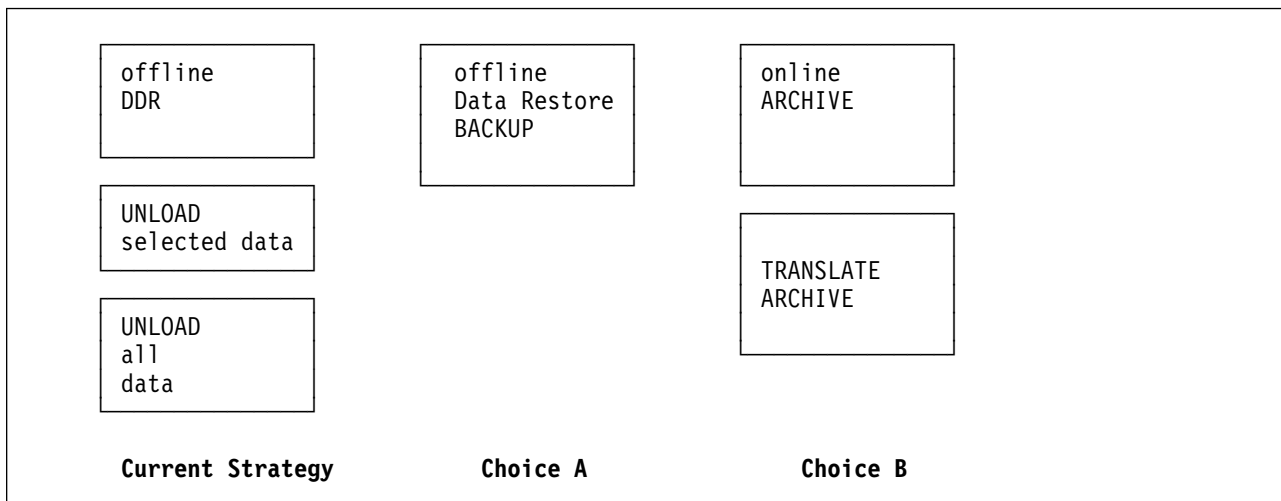 offline
DDR
UNLOAD
selected data
UNLOAD
all
data
Current Strategy
offline
Data Restore
BACKUP
Choice A
online
ARCHIVE
TRANSLATE
ARCHIVE
Choice B